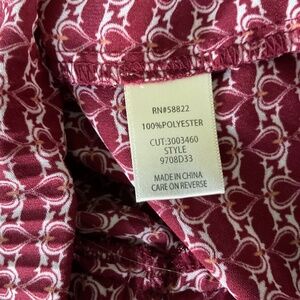 RN#58822
100%POLYESTER
CUT:3003460
STYLE
9708D33
MADE IN CHINA
CARE ON REVERSE